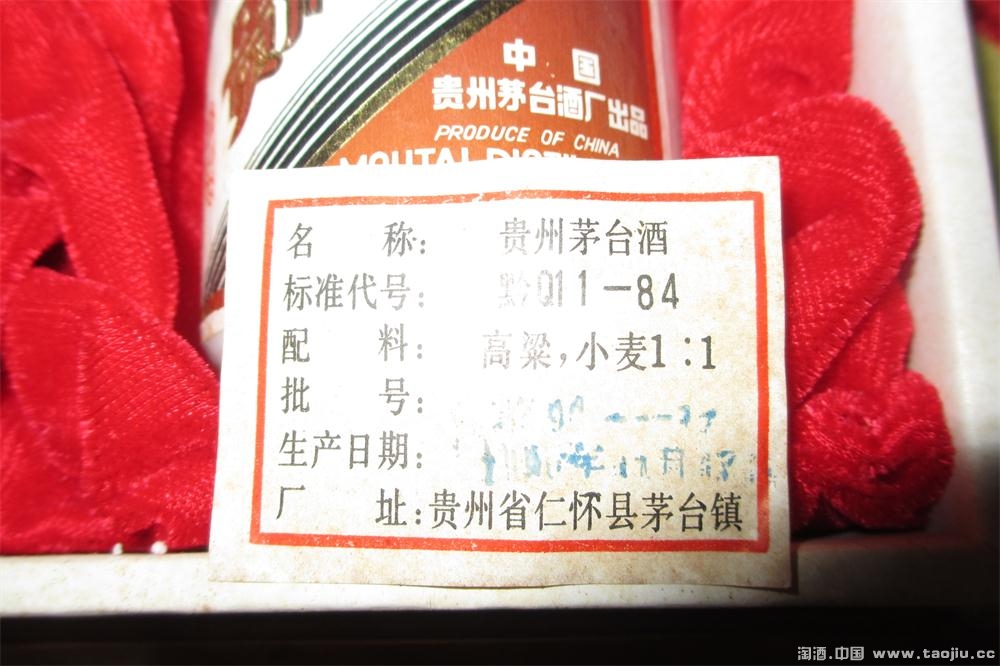 中 国
贵州茅台酒厂出品
PRODUCE OF CHINA
名 称： 贵州茅台酒
标准代号： 黔Q11-84
配 料： 高粱，小麦1:1
批 号：
生产日期：
厂 址：贵州省仁怀县茅台镇
淘酒.中国 www.taojiu.cc